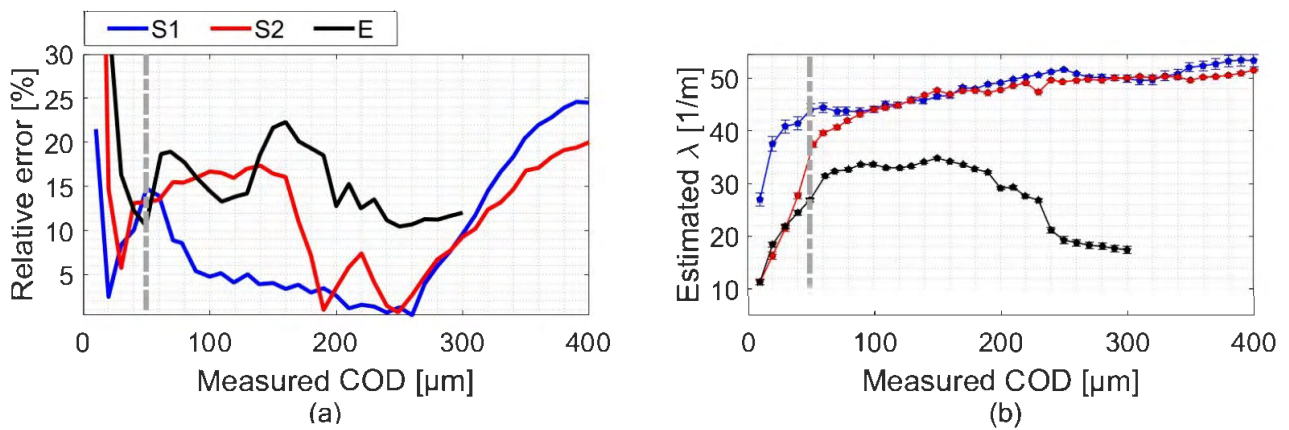 S1 S2 E
Relative error [%]
30
25
20
15
10
5
0 100 200 300 400
Measured COD [µm]
(a)
Estimated λ [1/m]
50
40
30
20
10
0 100 200 300 400
Measured COD [µm]
(b)